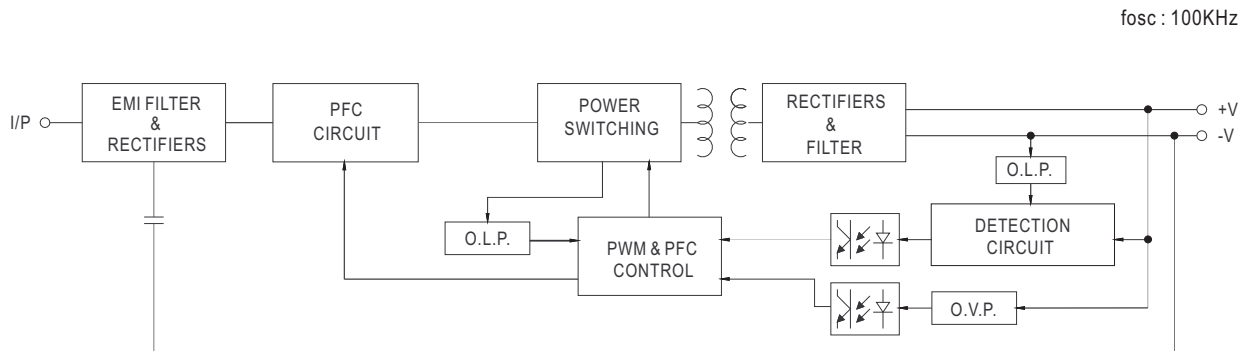 fosc : 100KHz
I/P
EMI FILTER
&
RECTIFIERS
PFC
CIRCUIT
POWER
SWITCHING
RECTIFIERS
&
FILTER
+V
-V
O.L.P.
O.L.P.
PWM & PFC
CONTROL
DETECTION
CIRCUIT
O.V.P.